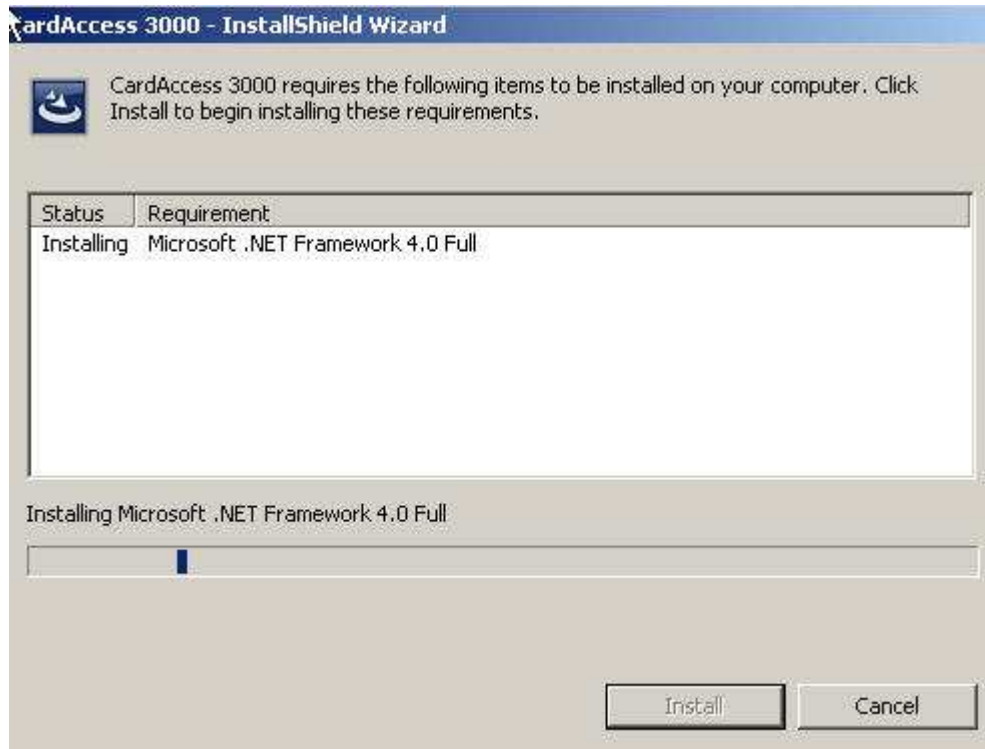 CardAccess 3000 - InstallShield Wizard
CardAccess 3000 requires the following items to be installed on your computer. Click
Install to begin installing these requirements.
Status Requirement
Installing Microsoft .NET Framework 4.0 Full
Installing Microsoft .NET Framework 4.0 Full
Install Cancel